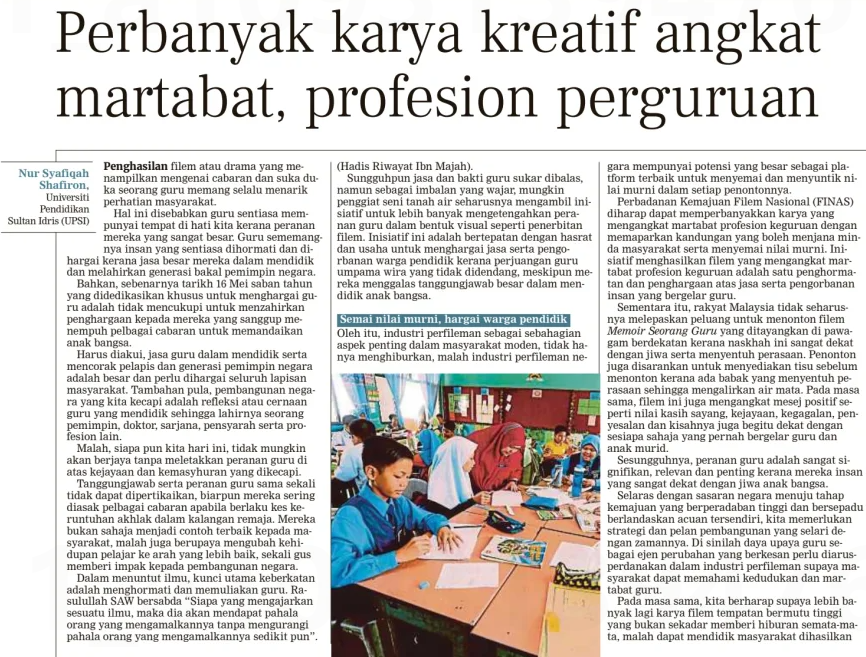 Perbanyak karya kreatif angkat
martabat, profesion perguruan
Nur Syafiqah
Shafiron,
Universiti
Pendidikan
Sultan Idris (UPSI)
Penghasilan filem atau drama yang me-
nampilkan mengenai cabaran dan suka du-
ka seorang guru memang selalu menarik
perhatian masyarakat.
Hal ini disebabkan guru sentiasa mem-
punyai tempat di hati kita kerana peranan
mereka yang sangat besar. Guru sememang-
nya insan yang sentiasa dihormati dan di-
hargai kerana jasa besar mereka dalam mendidik
dan melahirkan generasi bakal pemimpin negara.
Bahkan, sebenarnya tarikh 16 Mei saban tahun
yang didedikasikan khusus untuk menghargai gu-
ru adalah tidak mencukupi untuk menzahirkan
penghargaan kepada mereka yang sanggup me-
nempuh pelbagai cabaran untuk memandaikan
anak bangsa.
Harus diakui, jasa guru dalam mendidik serta
mencorak pelapis dan generasi pemimpin negara
adalah besar dan perlu dihargai seluruh lapisan
masyarakat. Tambahan pula, pembangunan nega-
ra yang kita kecapi adalah refleksi atau cernaan
guru yang mendidik sehingga lahirnya seorang
pemimpin, doktor, sarjana, pensyarah serta pro-
fesion lain.
Malah, siapa pun kita hari ini, tidak mungkin
akan berjaya tanpa meletakkan peranan guru di
atas kejayaan dan kemasyhuran yang dikecapi.
Tanggungjawab serta peranan guru sama sekali
tidak dapat dipertikaikan, biarpun mereka sering
diasak pelbagai cabaran apabila berlaku kes ke-
runtuhan akhlak dalam kalangan remaja. Mereka
bukan sahaja menjadi contoh terbaik kepada ma-
syarakat, malah juga berupaya mengubah kehi-
dupan pelajar ke arah yang lebih baik, sekali gus
memberi impak kepada pembangunan negara.
Dalam menuntut ilmu, kunci utama keberkatan
adalah menghormati dan memuliakan guru. Ra-
sulullah SAW bersabda “Siapa yang mengajarkan
sesuatu ilmu, maka dia akan mendapat pahala
orang yang mengamalkannya tanpa mengurangi
pahala orang yang mengamalkannya sedikit pun”.
(Hadis Riwayat Ibn Majah).
Sungguhpun jasa dan bakti guru sukar dibalas,
namun sebagai imbalan yang wajar, mungkin
penggiat seni tanah air seharusnya mengambil ini-
siatif untuk lebih banyak mengetengahkan pera-
nan guru dalam bentuk visual seperti penerbitan
filem. Inisiatif ini adalah bertepatan dengan hasrat
dan usaha untuk menghargai jasa serta pengo-
rbanan warga pendidik kerana perjuangan guru
umpama wira yang tidak didendang, meskipun me-
reka menggalas tanggungjawab besar dalam men-
didik anak bangsa.
Semai nilai murni, hargai warga pendidik
Oleh itu, industri perfileman sebagai sebahagian
aspek penting dalam masyarakat moden, tidak ha-
nya menghiburkan, malah industri perfileman ne-
gara mempunyai potensi yang besar sebagai pla-
tform terbaik untuk menyemai dan menyuntik ni-
lai murni dalam setiap penontonnya.
Perbadanan Kemajuan Filem Nasional (FINAS)
diharap dapat memperbanyakkan karya yang
mengangkat martabat profesion keguruan dengan
memaparkan kandungan yang boleh menjana min-
da masyarakat serta menyemai nilai murni. Ini-
siatif menghasilkan filem yang mengangkat mar-
tabat profesion keguruan adalah satu penghorma-
tan dan penghargaan atas jasa serta pengorbanan
insan yang bergelar guru.
Sementara itu, rakyat Malaysia tidak seharus-
nya melepaskan peluang untuk menonton filem
Memoir Seorang Guru yang ditayangkan di pawa-
gam berdekatan kerana naskhah ini sangat dekat
dengan jiwa serta menyentuh perasaan. Penonton
juga disarankan untuk menyediakan tisu sebelum
menonton kerana ada babak yang menyentuh pe-
rasaan sehingga mengalirkan air mata. Pada masa
sama, filem ini juga mengangkat mesej positif se-
perti nilai kasih sayang, kejayaan, kegagalan, pen-
yesalan dan kisahnya juga begitu dekat dengan
sesiapa sahaja yang pernah bergelar guru dan
anak murid.
Sesungguhnya, peranan guru adalah sangat si-
gnifikan, relevan dan penting kerana mereka insan
yang sangat dekat dengan jiwa anak bangsa.
Selaras dengan sasaran negara menuju tahap
kemajuan yang berperadaban tinggi dan bersepadu
berlandaskan acuan tersendiri, kita memerlukan
strategi dan pelan pembangunan yang selari de-
ngan zamannya. Di sinilah daya upaya guru se-
bagai ejen perubahan yang berkesan perlu diarus-
perdanakan dalam industri perfileman supaya ma-
syarakat dapat memahami kedudukan dan mar-
tabat guru.
Pada masa sama, kita berharap supaya lebih ba-
nyak lagi karya filem tempatan bermutu tinggi
yang bukan sekadar memberi hiburan semata-ma-
ta, malah dapat mendidik masyarakat dihasilkan